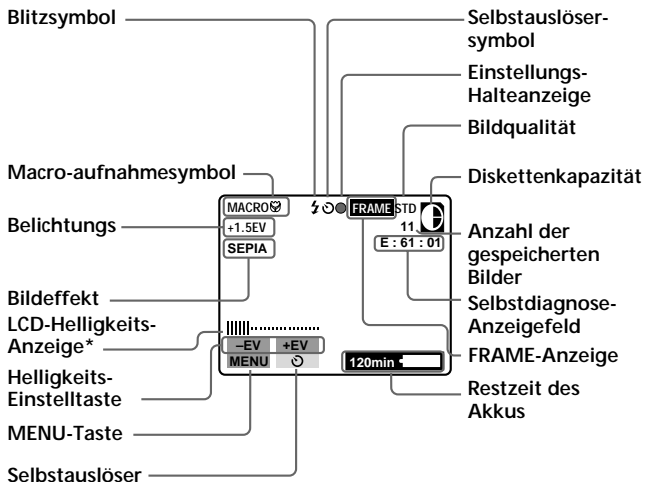 Blitzsymbol
Selbstauslöser-
symbol
Einstellungs-
Halteanzeige
Bildqualität
Macro-aufnahmesymbol
Diskettenkapazität
MACRO
FRAME STD
+1.5EV
11
Belichtungs
SEPIA
E : 61 : 01
Anzahl der
gespeicherten
Bilder
Bildeffekt
Selbstdiagnose-
Anzeigefeld
LCD-Helligkeits-
Anzeige*
–EV +EV
MENU
120min
FRAME-Anzeige
Helligkeits-
Einstelltaste
Restzeit des
Akkus
MENU-Taste
Selbstauslöser